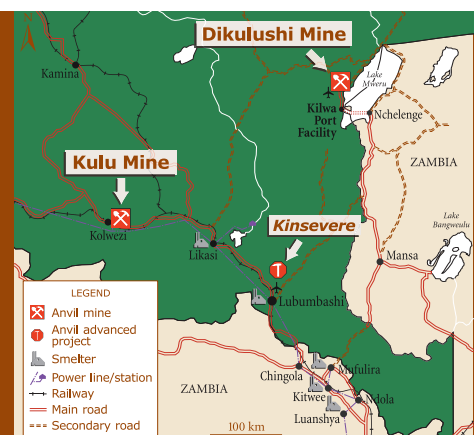 Dikulushi Mine
Kamina
Lake
Mweru
Kilwa
Port
Facility
Nchelenge
Kulu Mine
ZAMBIA
Kolwezi
Kinsevere
Lake
Bangweulu
Likasi
Mansa
Lubumbashi
LEGEND
Anvil mine
Anvil advanced
project
Smelter
Power line/station
Railway
Main road
Secondary road
ZAMBIA
Chingola
Mufulira
Kitwee
Ndola
Luanshya
100 km